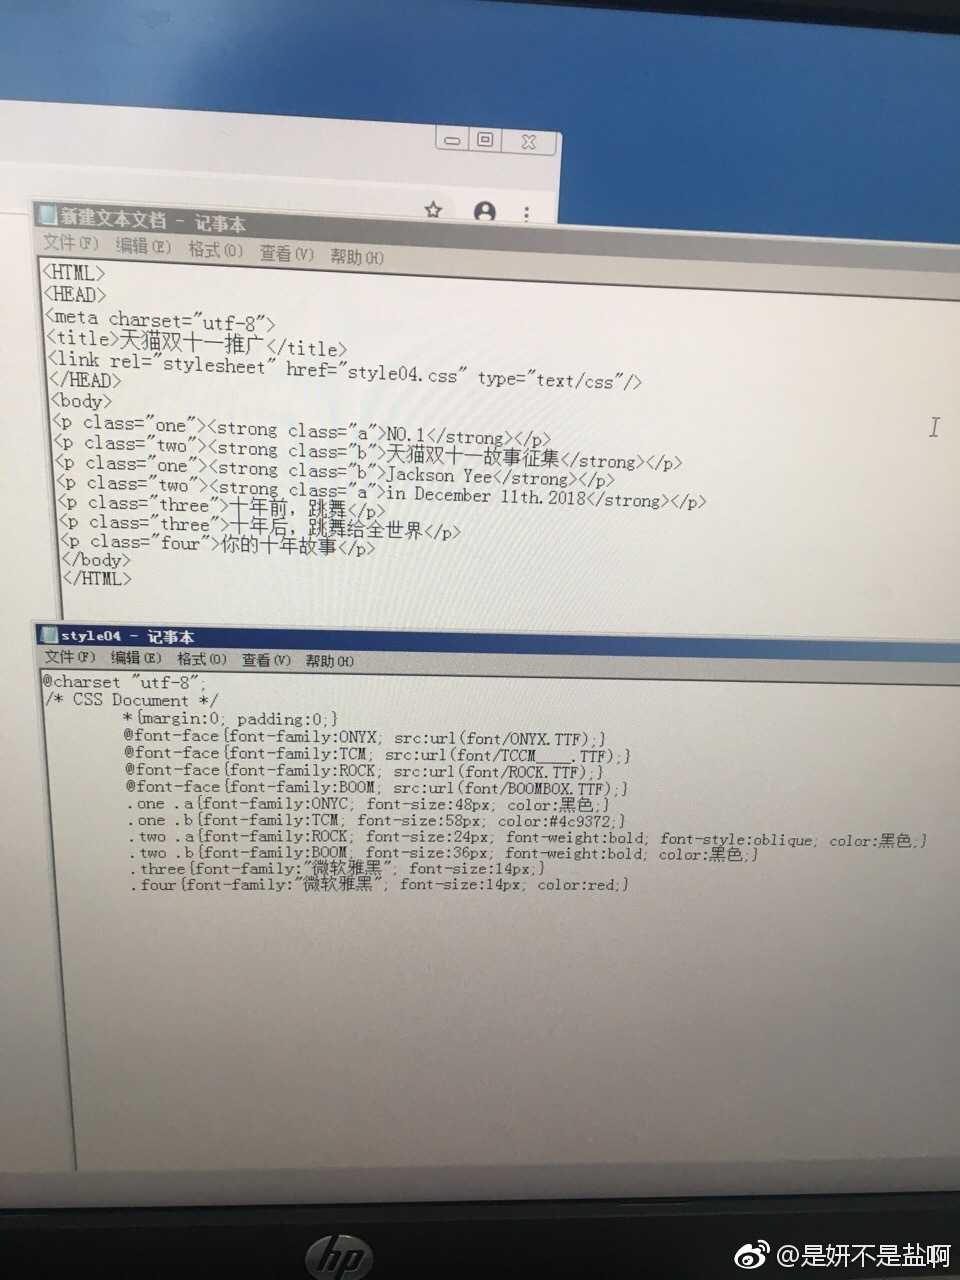 新建文本文档 - 记事本
文件(F) 编辑(E) 格式(O) 查看(V) 帮助(H)
<HTML>
<HEAD>
<meta charset="utf-8">
<title>天猫双十一推广</title>
<link rel="stylesheet" href="style04.css" type="text/css"/>
</HEAD>
<body>
<p class="one"><strong class="a">NO.1</strong></p>
<p class="two"><strong class="b">天猫双十一故事征集</strong></p>
<p class="one"><strong class="b">Jackson Yee</strong></p>
<p class="two"><strong class="a">in December 11th.2018</strong></p>
<p class="three">十年前，跳舞</p>
<p class="three">十年后，跳舞给全世界</p>
<p class="four">你的十年故事</p>
</body>
</HTML>
style04 - 记事本
文件(F) 编辑(E) 格式(O) 查看(V) 帮助(H)
@charset "utf-8";
/* CSS Document */
*{margin:0; padding:0;}
@font-face{font-family:ONYX; src:url(font/ONYX.TTF);}
@font-face{font-family:TCM; src:url(font/TCCM____.TTF);}
@font-face{font-family:ROCK; src:url(font/ROCK.TTF);}
@font-face{font-family:BOOM; src:url(font/BOOMBOX.TTF);}
.one .a{font-family:ONYC; font-size:48px; color:黑色;}
.one .b{font-family:TCM; font-size:58px; color:#4c9372;}
.two .a{font-family:ROCK; font-size:24px; font-weight:bold; font-style:oblique; color:黑色;}
.two .b{font-family:BOOM; font-size:36px; font-weight:bold; color:黑色;}
.three{font-family:"微软雅黑"; font-size:14px;}
.four{font-family:"微软雅黑"; font-size:14px; color:red;}
hp
@是妍不是盐啊